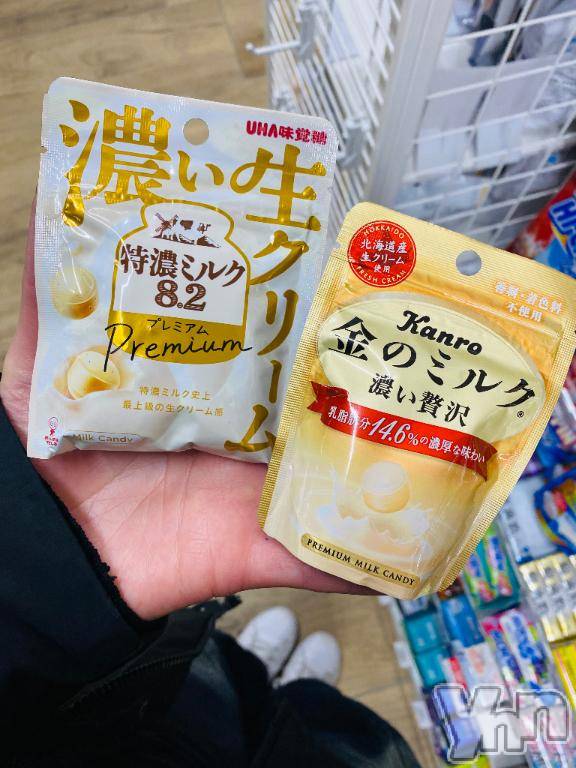 UHA味覚糖
濃い生クリーム
特濃ミルク
8.2
プレミアム
Premium
特濃ミルク史上
最上級の生クリーム感
Milk Candy
HOKKAIDO
北海道産
生クリーム
使用
FRESH CREAM
香料・着色料
不使用
Kanro
金のミルク®
濃い贅沢
乳脂肪分14.6%の濃厚な味わい
PREMIUM MILK CANDY